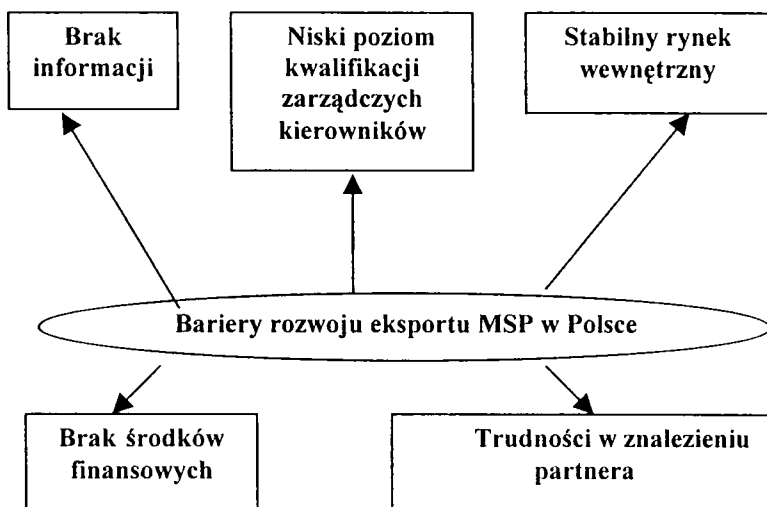 Brak
informacji
Niski poziom
kwalifikacji
zarządczych
kierowników
Stabilny rynek
wewnętrzny
Bariery rozwoju eksportu MSP w Polsce
Brak środków
finansowych
Trudności w znalezieniu
partnera